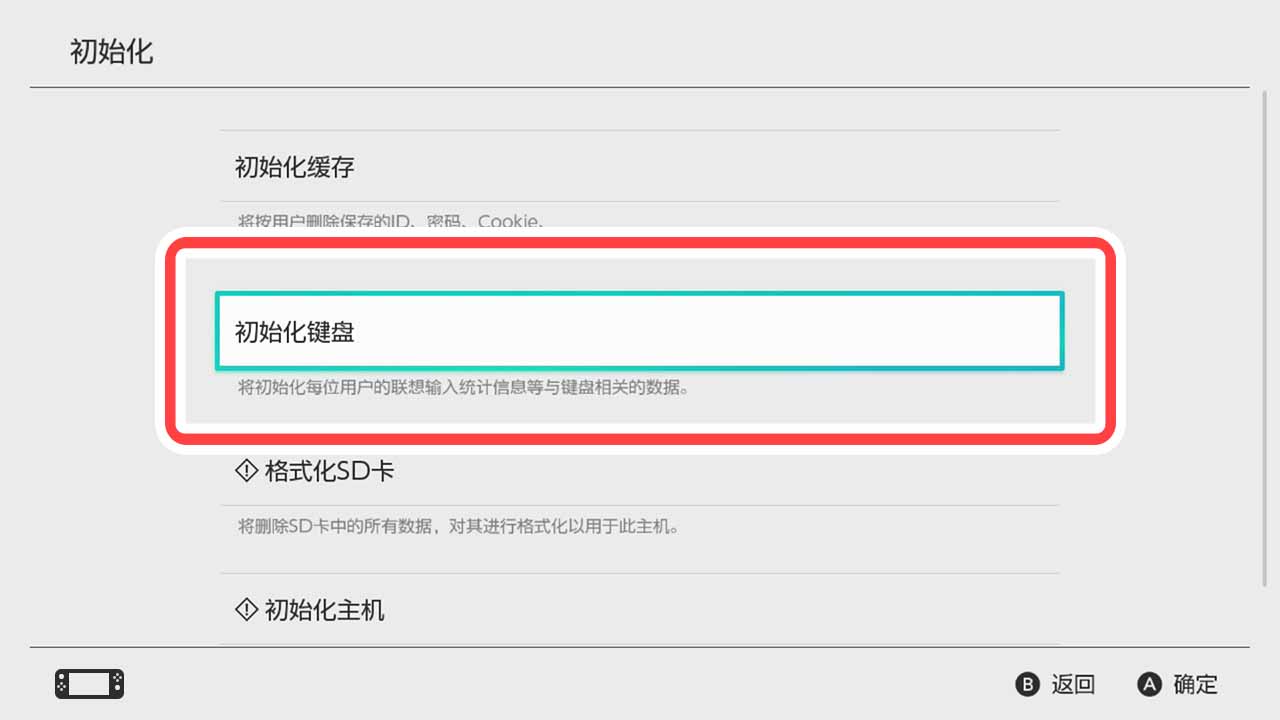 初始化
初始化缓存
将按用户删除保存的ID、密码、Cookie、
初始化键盘
将初始化每位用户的联想输入统计信息等与键盘相关的数据。
格式化SD卡
将删除SD卡中的所有数据，对其进行格式化以用于此主机。
初始化主机
B 返回 A 确定